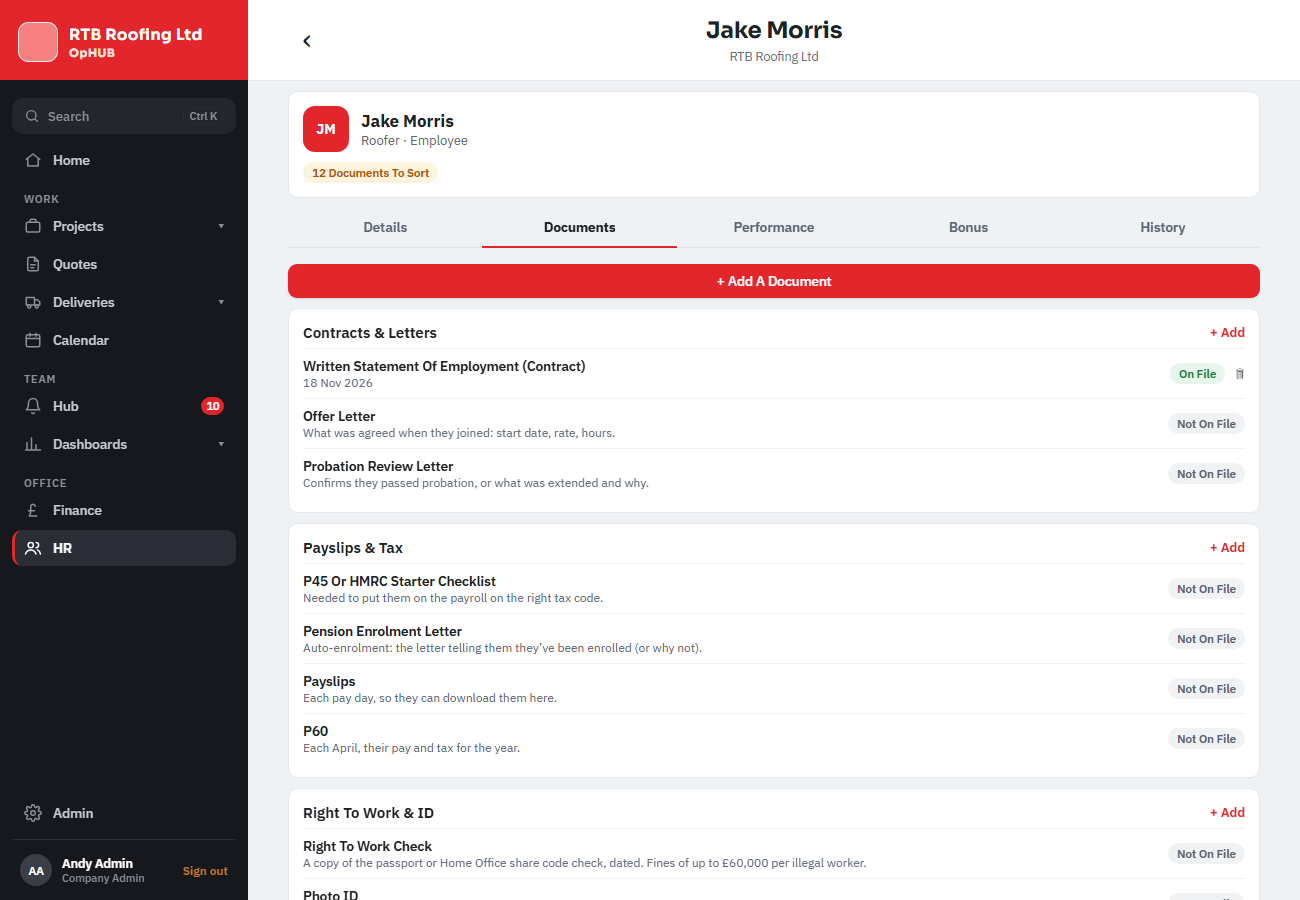 RTB Roofing Ltd
OpHUB
Search
Ctrl K
Home
WORK
Projects
Quotes
Deliveries
Calendar
TEAM
Hub
10
Dashboards
OFFICE
Finance
HR
Admin
AA
Andy Admin
Company Admin
Sign out
Jake Morris
RTB Roofing Ltd
JM
Jake Morris
Roofer · Employee
12 Documents To Sort
Details
Documents
Performance
Bonus
History
+ Add A Document
Contracts & Letters
+ Add
Written Statement Of Employment (Contract)
18 Nov 2026
On File
Offer Letter
What was agreed when they joined: start date, rate, hours.
Not On File
Probation Review Letter
Confirms they passed probation, or what was extended and why.
Not On File
Payslips & Tax
+ Add
P45 Or HMRC Starter Checklist
Needed to put them on the payroll on the right tax code.
Not On File
Pension Enrolment Letter
Auto-enrolment: the letter telling them they've been enrolled (or why not).
Not On File
Payslips
Each pay day, so they can download them here.
Not On File
P60
Each April, their pay and tax for the year.
Not On File
Right To Work & ID
+ Add
Right To Work Check
A copy of the passport or Home Office share code check, dated. Fines of up to £60,000 per illegal worker.
Not On File
Photo ID